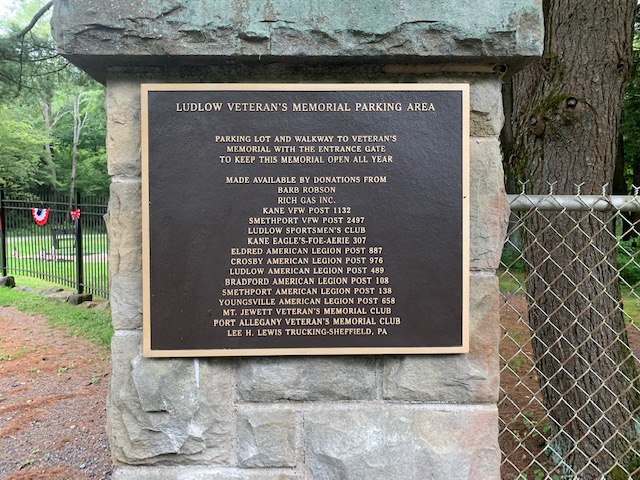 LUDLOW VETERAN'S MEMORIAL PARKING AREA
PARKING LOT AND WALKWAY TO VETERAN'S
MEMORIAL WITH THE ENTRANCE GATE
TO KEEP THIS MEMORIAL OPEN ALL YEAR
MADE AVAILABLE BY DONATIONS FROM
BARB ROBSON
RICH GAS INC.
KANE VFW POST 1132
SMETHPORT VFW POST 2497
LUDLOW SPORTSMEN'S CLUB
KANE EAGLE'S-FOE-AERIE 307
ELDRED AMERICAN LEGION POST 887
CROSBY AMERICAN LEGION POST 976
LUDLOW AMERICAN LEGION POST 489
BRADFORD AMERICAN LEGION POST 108
SMETHPORT AMERICAN LEGION POST 138
YOUNGSVILLE AMERICAN LEGION POST 658
MT. JEWETT VETERAN'S MEMORIAL CLUB
PORT ALLEGANY VETERAN'S MEMORIAL CLUB
LEE H. LEWIS TRUCKING-SHEFFIELD, PA